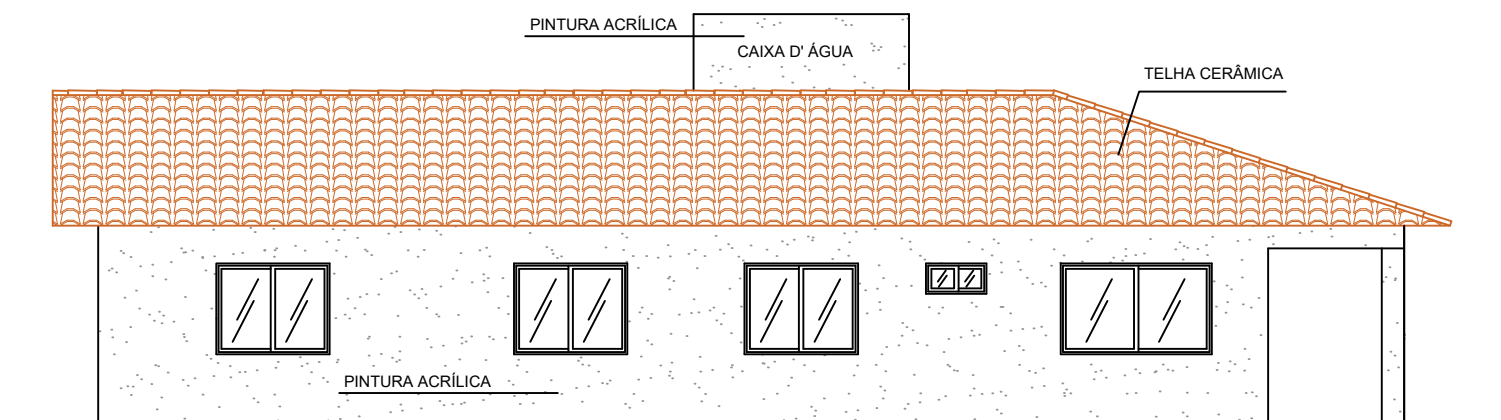 PINTURA ACRÍLICA
CAIXA D' ÁGUA
TELHA CERÂMICA
PINTURA ACRÍLICA